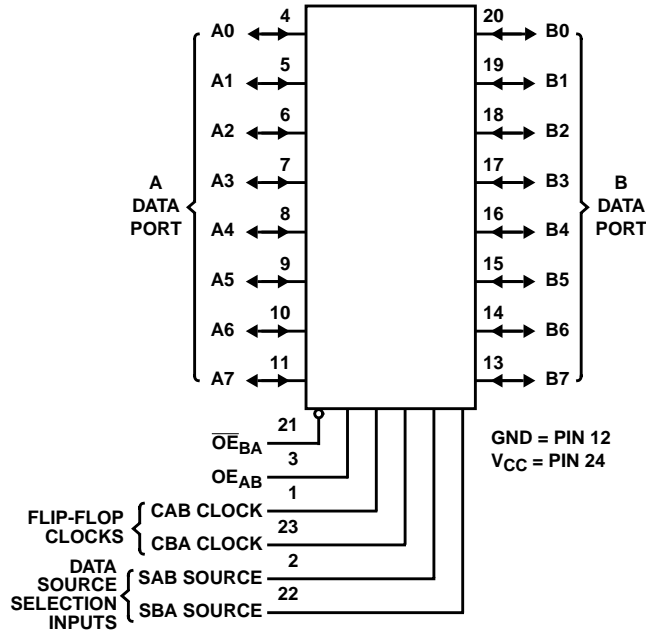 4 20
A0 B0
5 19
A1 B1
6 18
A2 B2
7 17
A3 B3
A
DATA
PORT
B
DATA
PORT
8 16
A4 B4
9 15
A5 B5
10 14
A6 B6
11 13
A7 B7
21
OEBA
GND = PIN 12
VCC = PIN 24
3
OEAB
1
FLIP-FLOP
CLOCKS
CAB CLOCK
23
CBA CLOCK
2
DATA
SOURCE
SELECTION
INPUTS
SAB SOURCE
22
SBA SOURCE